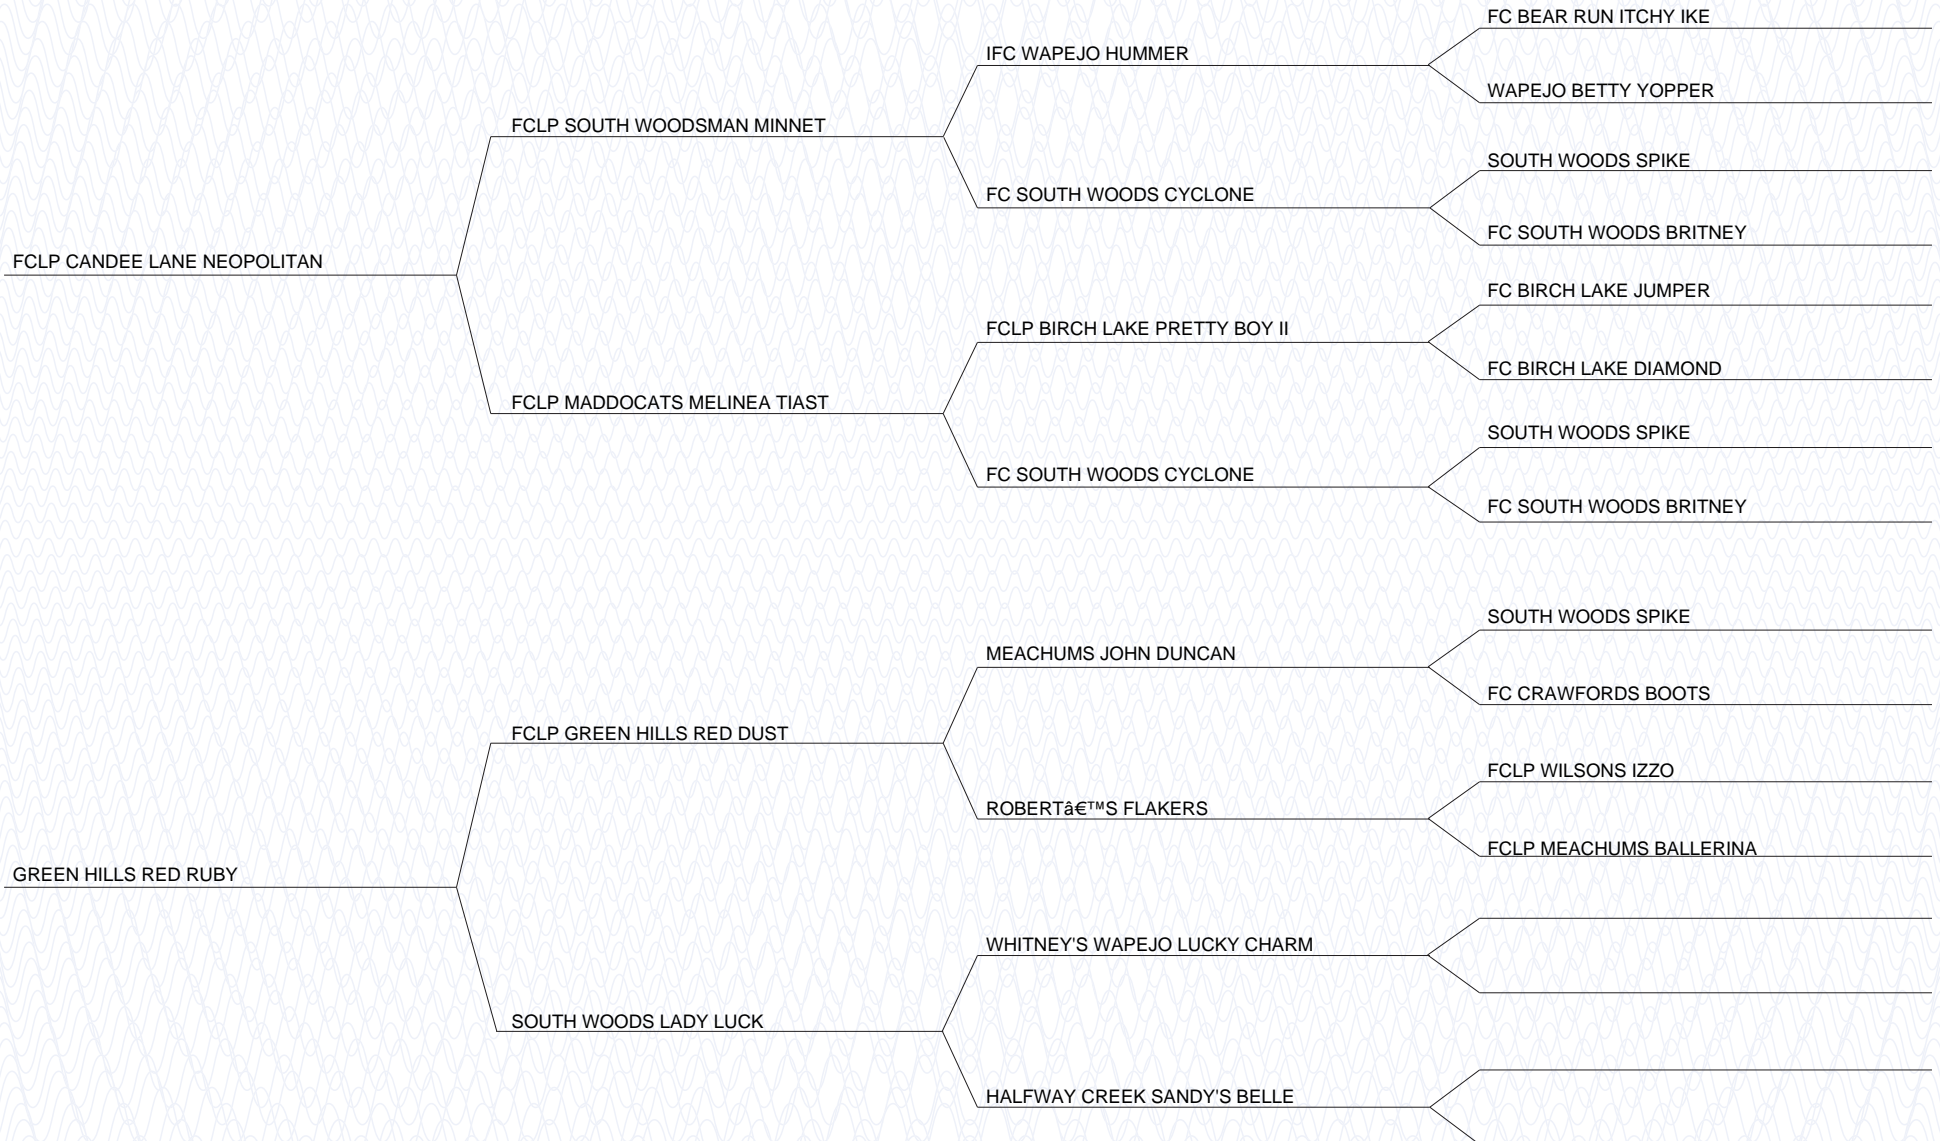 FC BEAR RUN ITCHY IKE
IFC WAPEJO HUMMER
WAPEJO BETTY YOPPER
FCLP SOUTH WOODSMAN MINNET
SOUTH WOODS SPIKE
FC SOUTH WOODS CYCLONE
FC SOUTH WOODS BRITNEY
FCLP CANDEE LANE NEOPOLITAN
FC BIRCH LAKE JUMPER
FCLP BIRCH LAKE PRETTY BOY II
FC BIRCH LAKE DIAMOND
FCLP MADDOCATS MELINEA TIAST
SOUTH WOODS SPIKE
FC SOUTH WOODS CYCLONE
FC SOUTH WOODS BRITNEY
SOUTH WOODS SPIKE
MEACHUMS JOHN DUNCAN
FC CRAWFORDS BOOTS
FCLP GREEN HILLS RED DUST
FCLP WILSONS IZZO
ROBERTâ€™S FLAKERS
FCLP MEACHUMS BALLERINA
GREEN HILLS RED RUBY
WHITNEY'S WAPEJO LUCKY CHARM
SOUTH WOODS LADY LUCK
HALFWAY CREEK SANDY'S BELLE